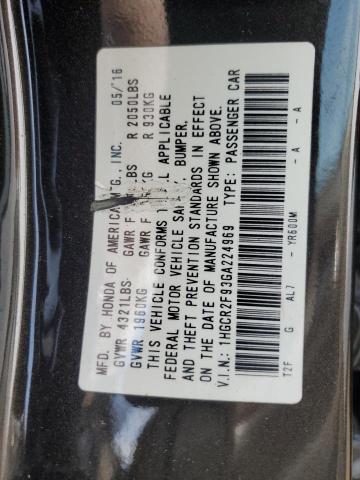 MFD. BY HONDA OF AMERICA G., INC. 05/16
GVWR 4321LBS GAWR F LBS R 2050LBS
GVWR 1960KG GAWR F KG R 930KG
THIS VEHICLE CONFORMS APPLICABLE
FEDERAL MOTOR VEHICLE BUMPER,
AND THEFT PREVENTION STANDARDS IN EFFECT
ON THE DATE OF MANUFACTURE SHOWN ABOVE.
V.I.N.: 1HGCR2F93GA224969 TYPE: PASSENGER CAR
T2F G AL7 - YR600M - A - A